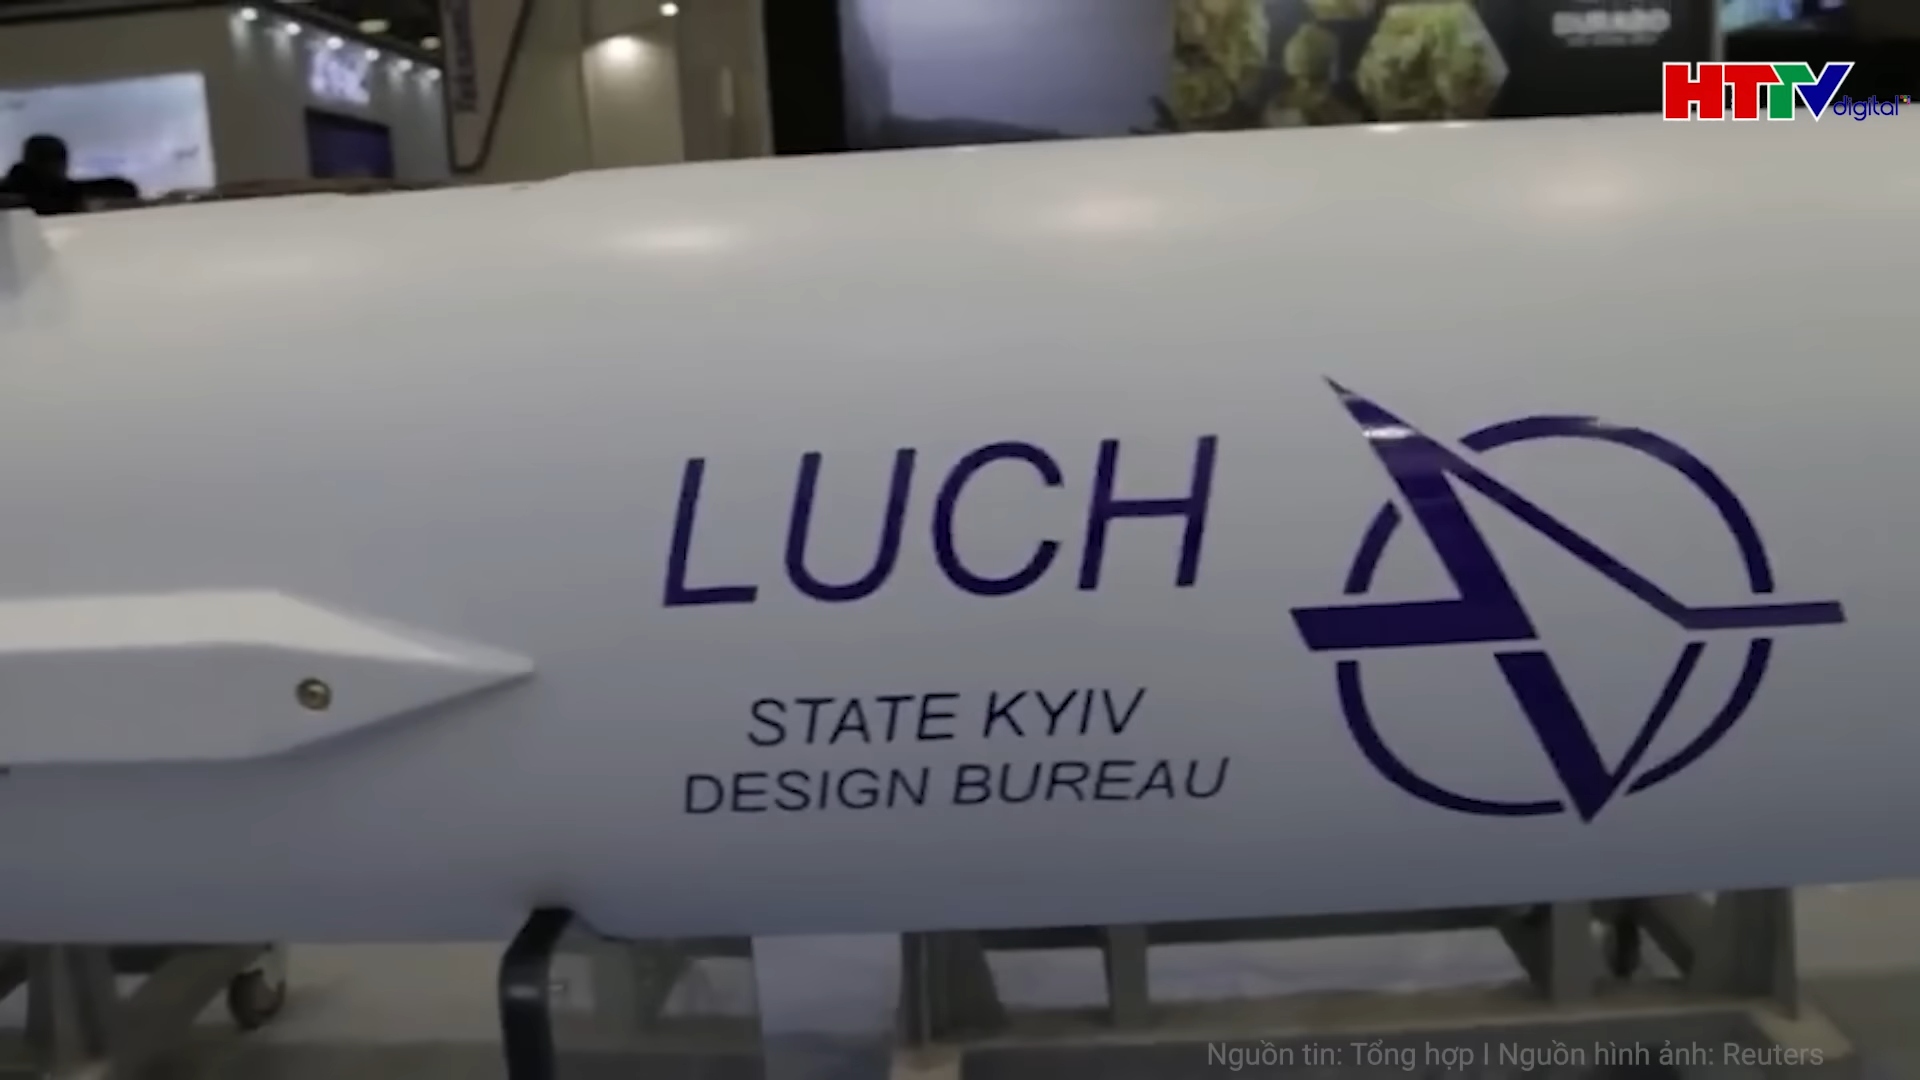 HTTV digital
LUCH
STATE KYIV
DESIGN BUREAU
Nguồn tin: Tổng hợp I Nguồn hình ảnh: Reuters